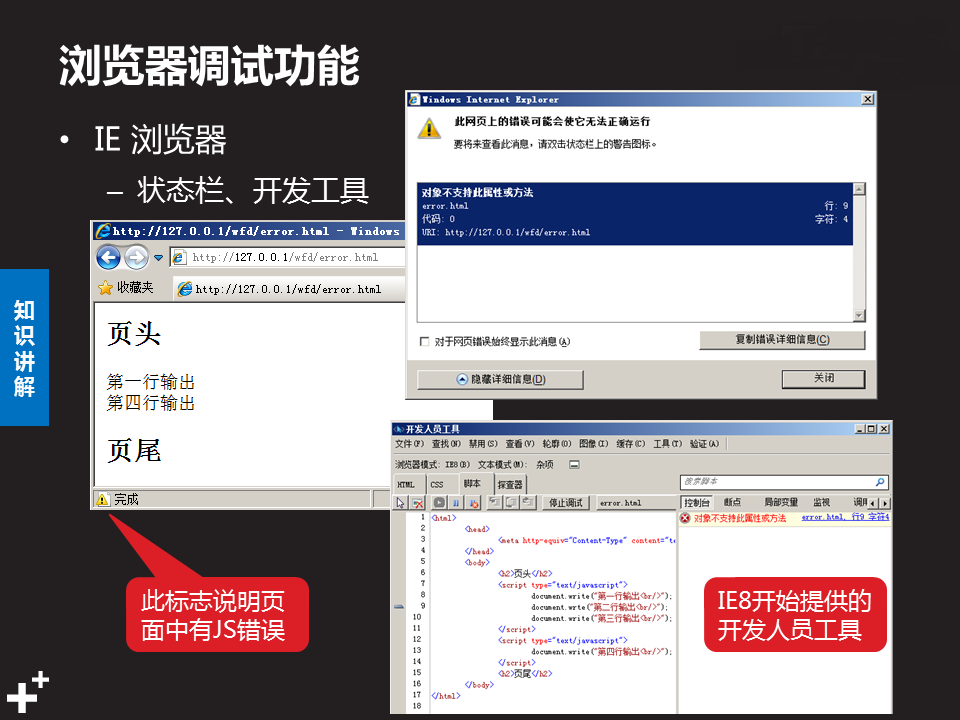 浏览器调试功能
• IE 浏览器
– 状态栏、开发工具
知识讲解
http://127.0.0.1/wfd/error.html - Windows
http://127.0.0.1/wfd/error.html
收藏夹
http://127.0.0.1/wfd/error.html
页头
第一行输出
第四行输出
页尾
完成
此标志说明页
面中有JS错误
Windows Internet Explorer
此网页上的错误可能会使它无法正确运行
要将来查看此消息，请双击状态栏上的警告图标。
对象不支持此属性或方法
error.html 行: 9
代码: 0 字符: 4
URI: http://127.0.0.1/wfd/error.html
对于网页错误始终显示此消息(A)
复制错误详细信息(C)
隐藏详细信息(D)
关闭
开发人员工具
文件(F) 查找(N) 禁用(S) 查看(V) 轮廓(O) 图像(I) 缓存(C) 工具(T) 验证(A)
浏览器模式: IE8(B) 文本模式(M): 杂项
HTML CSS 脚本 探查器
搜索脚本
停止调试 error.html
控制台 断点 局部变量 监视 调用
对象不支持此属性或方法 error.html, 行9 字符4
1 <html>
2 <head>
3 <meta http-equiv="Content-Type" content="te
4 </head>
5 <body>
6 <h2>页头</h2>
7 <script type="text/javascript">
8 document.write("第一行输出<br/>");
9 document.wrte("第二行输出<br/>");
10 document.write("第三行输出<br/>");
11 </script>
12 <script type="text/javascript">
13 document.write("第四行输出<br/>");
14 </script>
15 <h2>页尾</h2>
16 </body>
17 </html>
18
IE8开始提供的
开发人员工具